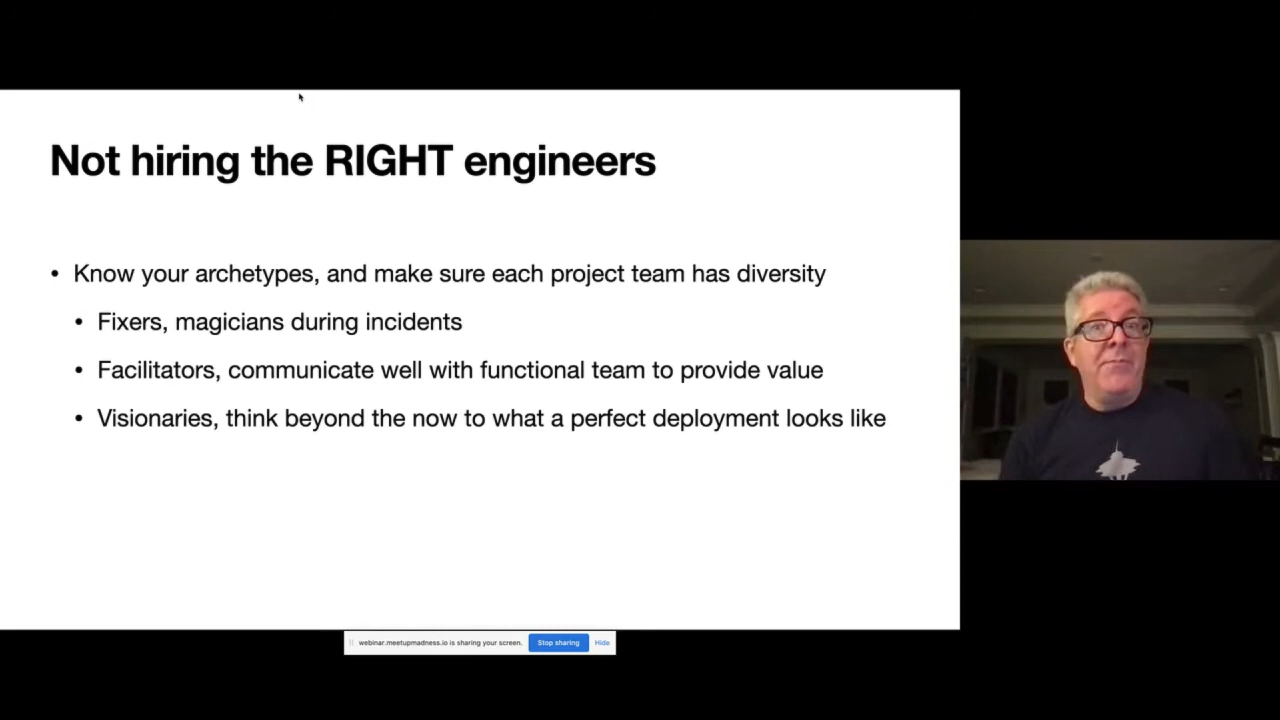 Not hiring the RIGHT engineers
• Know your archetypes, and make sure each project team has diversity
• Fixers, magicians during incidents
• Facilitators, communicate well with functional team to provide value
• Visionaries, think beyond the now to what a perfect deployment looks like
webinar.meetupmadness.io is sharing your screen. Stop sharing Hide